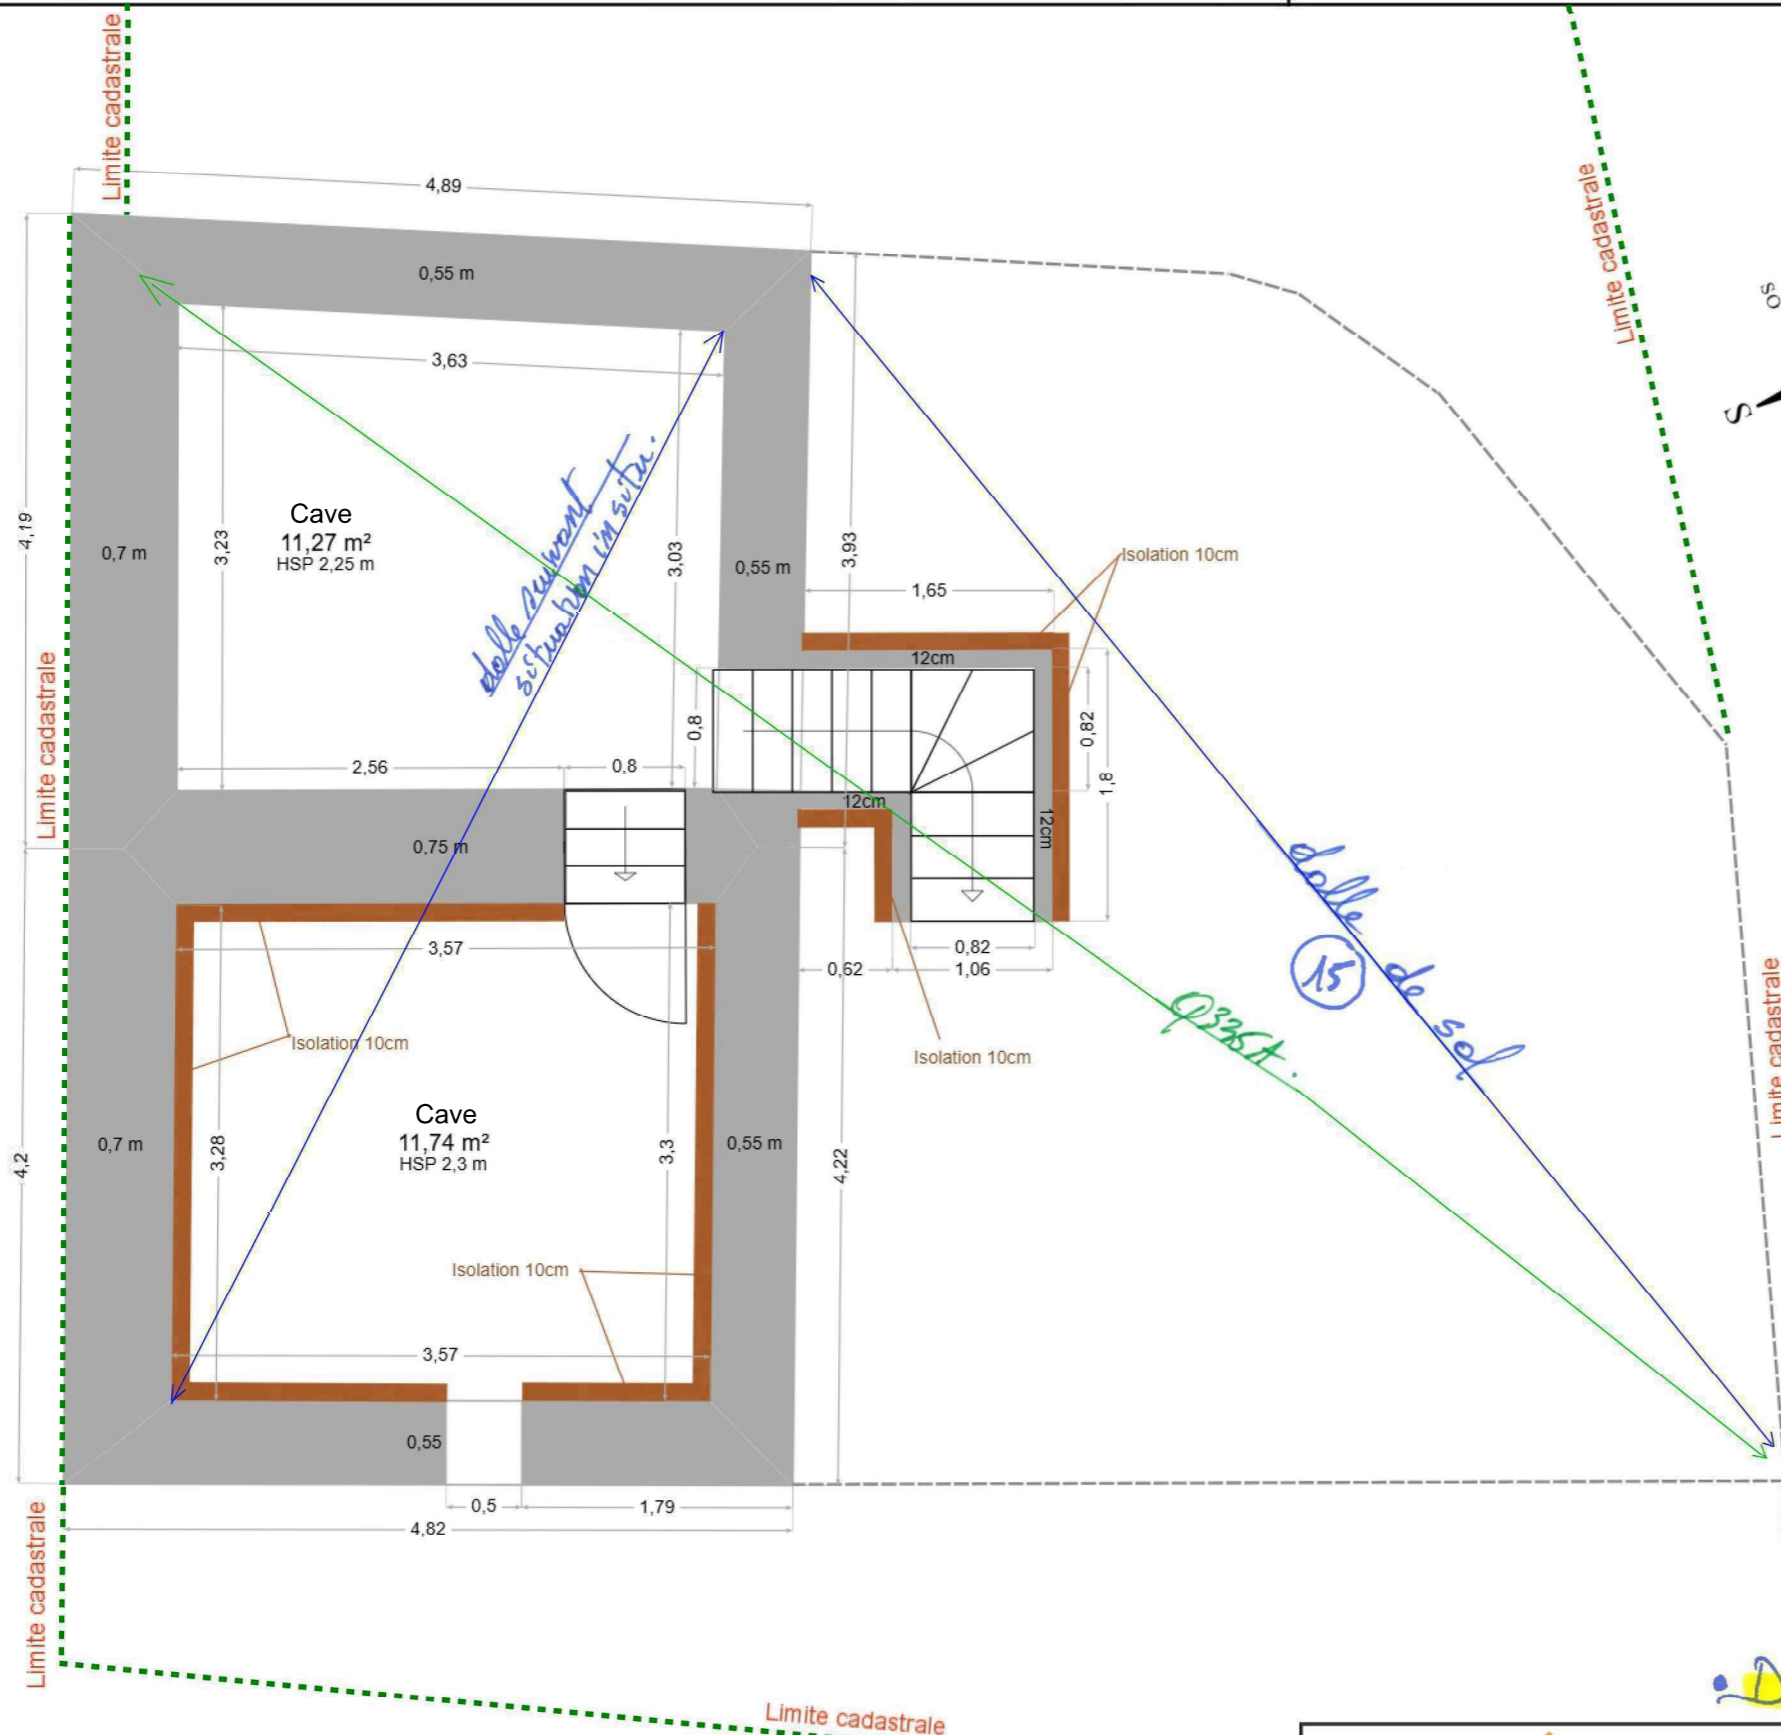 Limite cadastrale
4,89
0,55 m
Limite cadastrale
so
S
3,63
4,19
0,7 m
3,23
Cave
11,27 m²
HSP 2,25 m
dalle suivant
situation in situ.
3,03
0,55 m
3,93
Isolation 10cm
1,65
12cm
0,8
0,82
1,8
Limite cadastrale
2,56
0,8
12cm
12cm
0,75 m
dalle de sol
15
3,57
0,82
0,62
1,06
Limite cadastrale
Q335A.
Isolation 10cm
Isolation 10cm
Cave
11,74 m²
HSP 2,3 m
0,7 m
3,28
3,3
0,55 m
4,2
4,22
Isolation 10cm
3,57
0,55
0,5
1,79
4,82
Limite cadastrale
D
Limite cadastrale